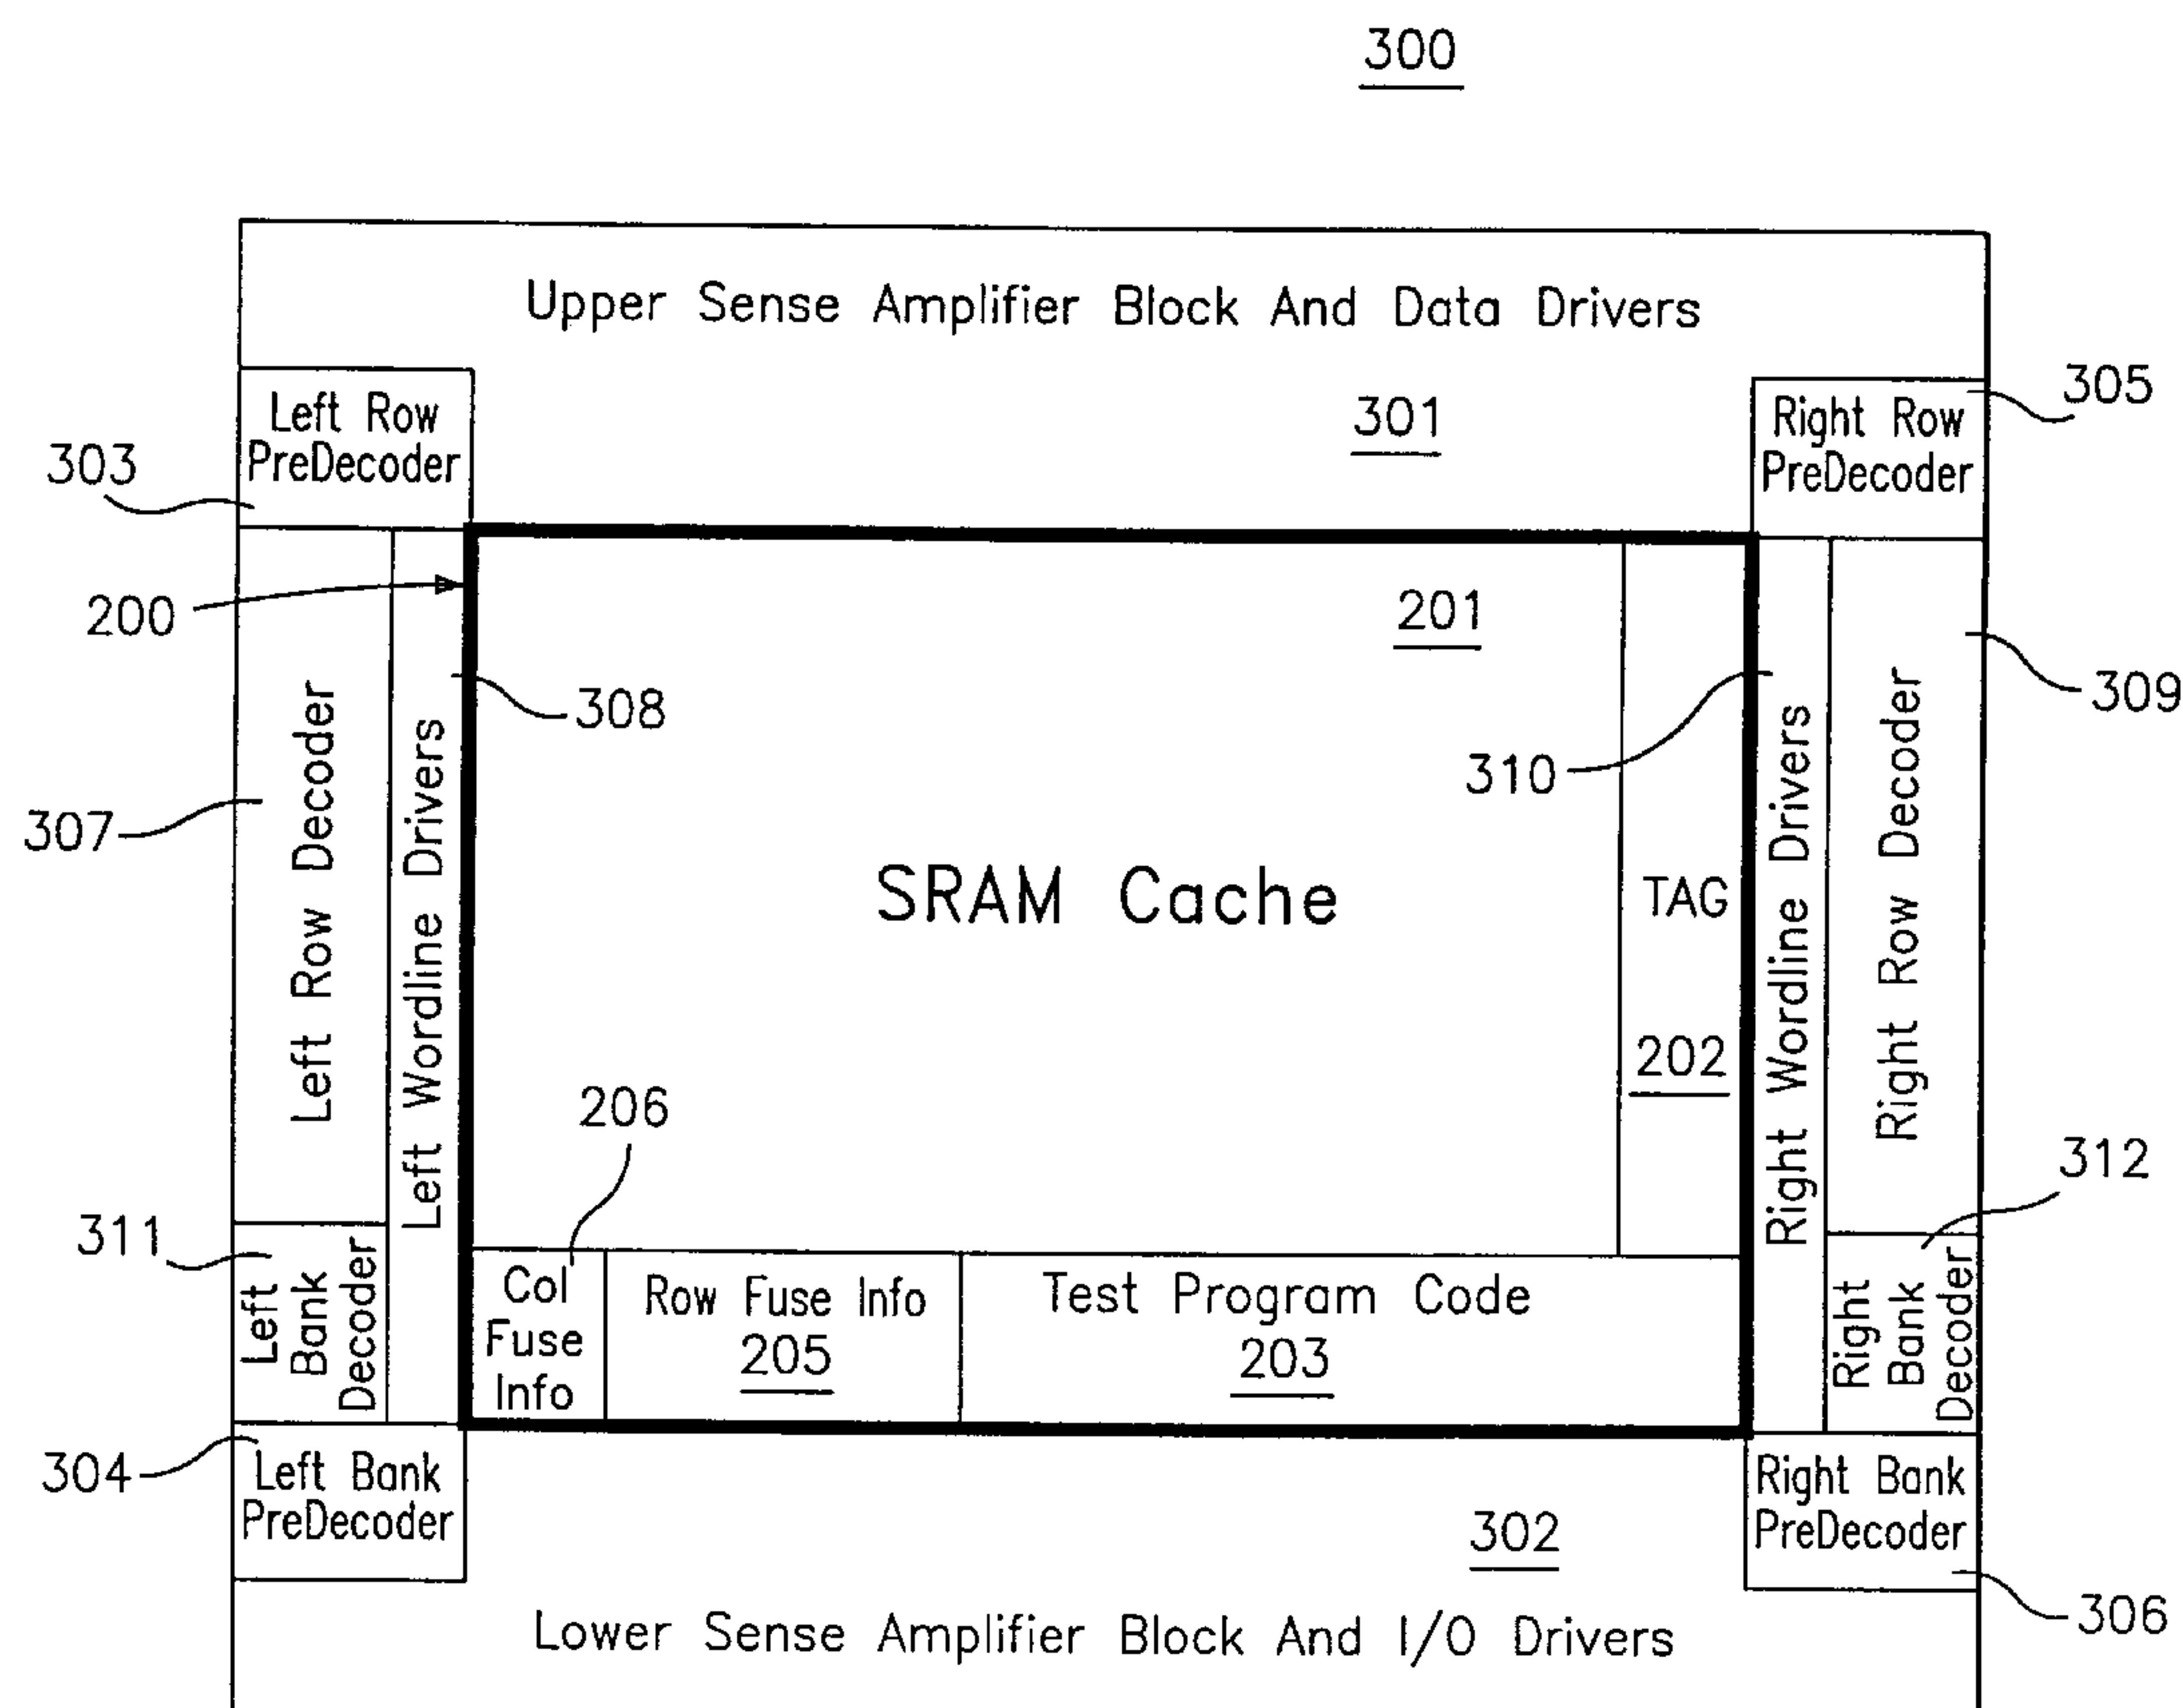 300
Upper Sense Amplifier Block And Data Drivers
301
Left Row
PreDecoder
303
Right Row
PreDecoder
305
200
201
308
310
309
307
Left Row Decoder
Left Wordline Drivers
SRAM Cache
TAG
202
Right Wordline Drivers
Right Row Decoder
206
312
311
Left
Bank
Decoder
Col
Fuse
Info
Row Fuse Info
205
Test Program Code
203
Right
Bank
Decoder
304
Left Bank
PreDecoder
302
Right Bank
PreDecoder
306
Lower Sense Amplifier Block And I/O Drivers